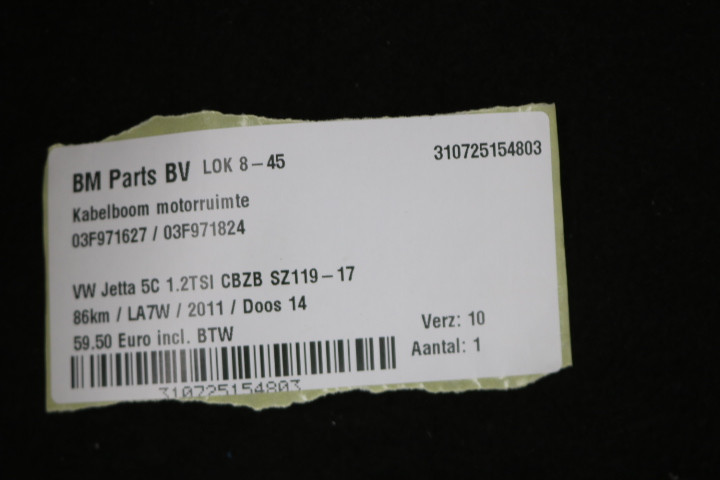 BM Parts BV LOK 8-45
310725154803
Kabelboom motorruimte
03F971627 / 03F971824
VW Jetta 5C 1.2TSI CBZB SZ119-17
86km / LA7W / 2011 / Doos 14
59.50 Euro incl. BTW
Verz: 10
Aantal: 1
310725154803